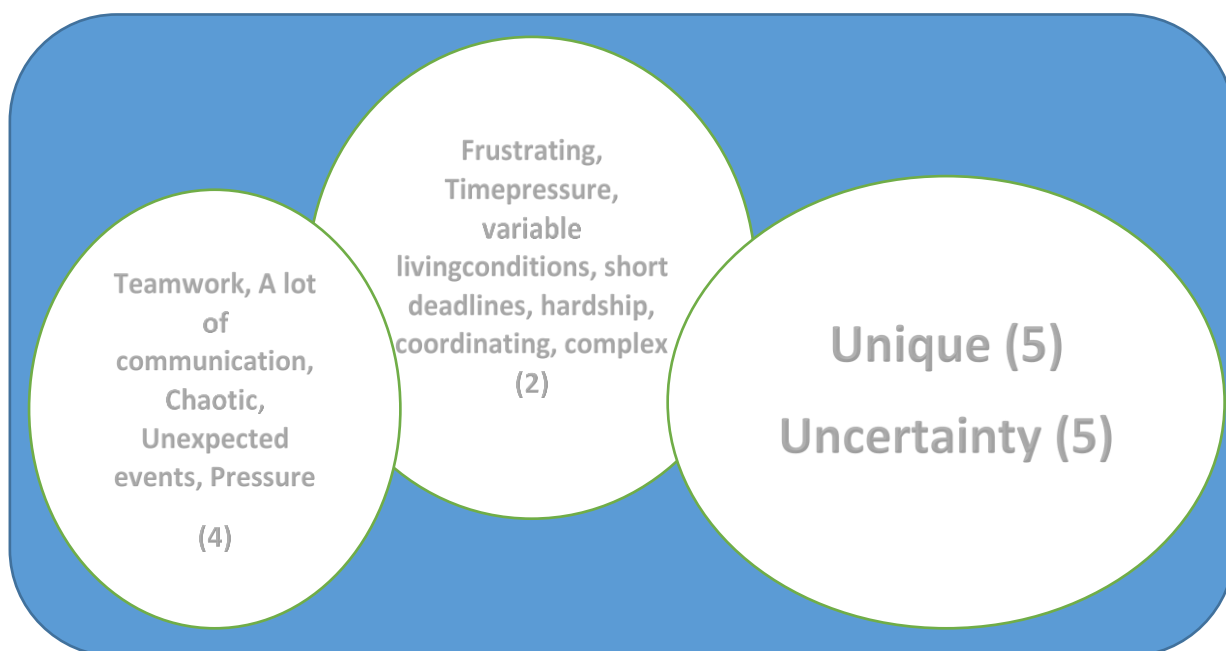 Teamwork, A lot
of
communication,
Chaotic,
Unexpected
events, Pressure
(4)
Frustrating,
Timepressure,
variable
livingconditions, short
deadlines, hardship,
coordinating, complex
(2)
Unique (5)
Uncertainty (5)